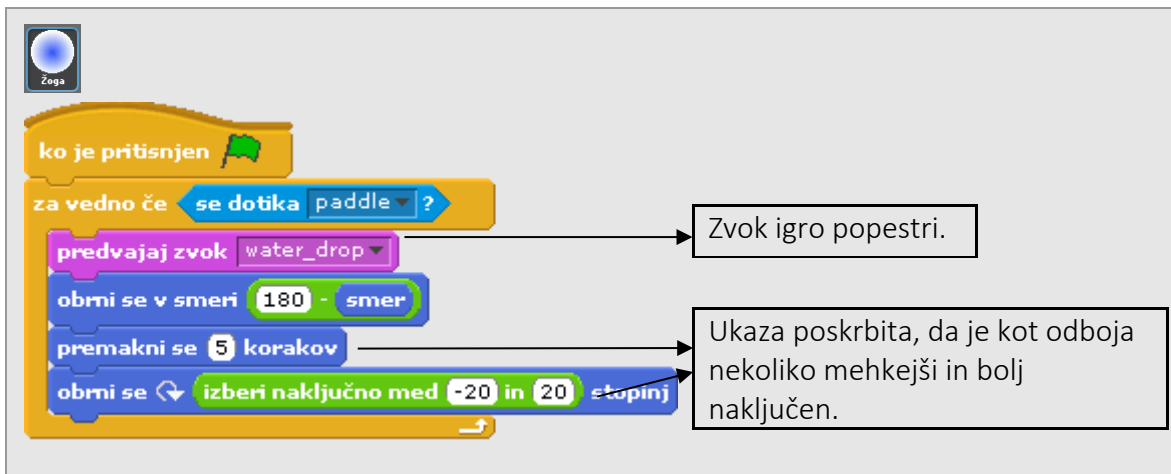 Žoga
ko je pritisnjen
za vedno če se dotika paddle ?
predvajaj zvok water_drop
Zvok igro popestri.
obrni se v smeri 180 - smer
premakni se 5 korakov
obrni se izberi naključno med -20 in 20 stopinj
Ukaza poskrbita, da je kot odboja
nekoliko mehkejši in bolj
naključen.